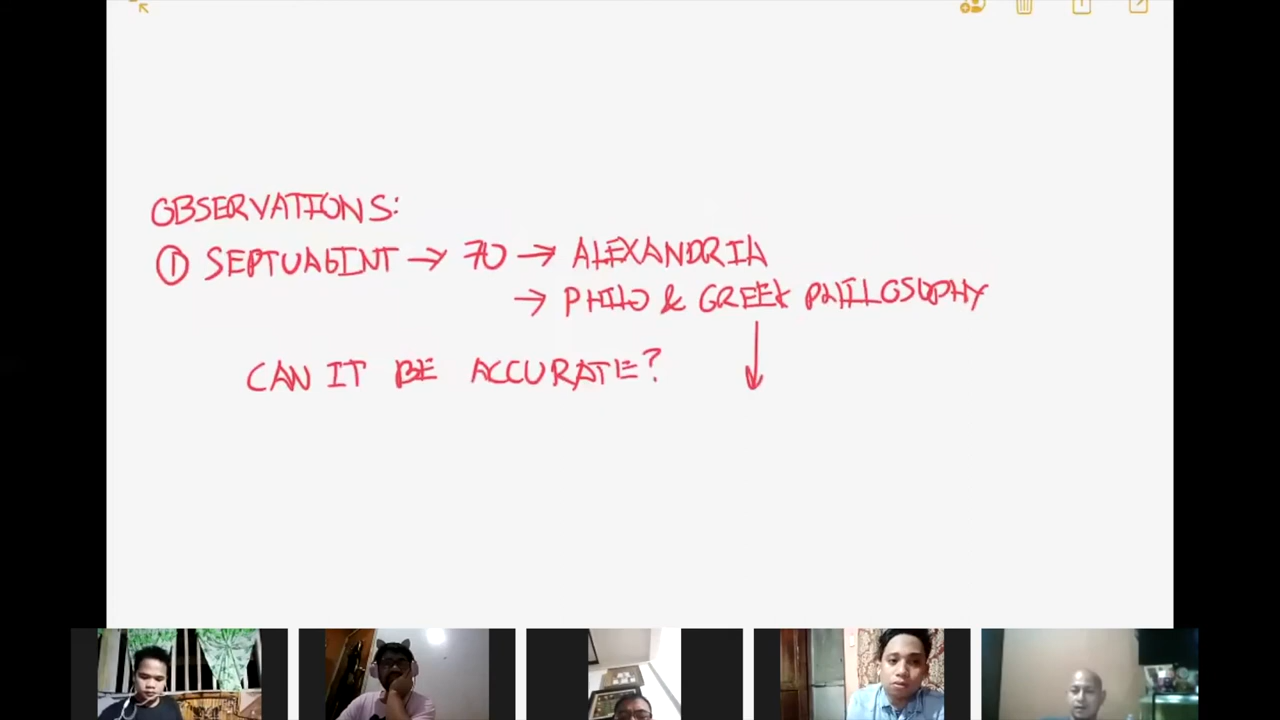 OBSERVATIONS:
① SEPTUAGINT → 70 → ALEXANDRIA
→ PHILO & GREEK PHILOSOPHY
↓
CAN IT BE ACCURATE?